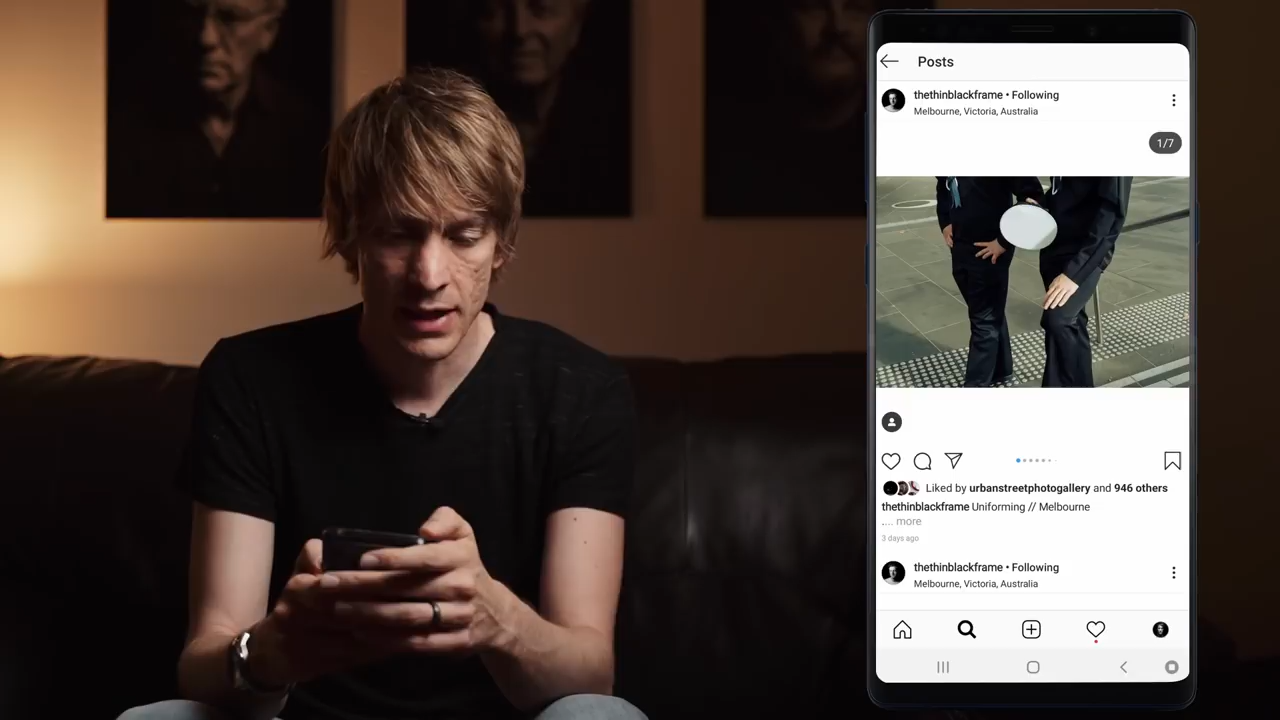 Posts
thethinblackframe • Following
Melbourne, Victoria, Australia
1/7
Liked by urbanstreetphotogallery and 946 others
thethinblackframe Uniforming // Melbourne
.... more
3 days ago
thethinblackframe • Following
Melbourne, Victoria, Australia